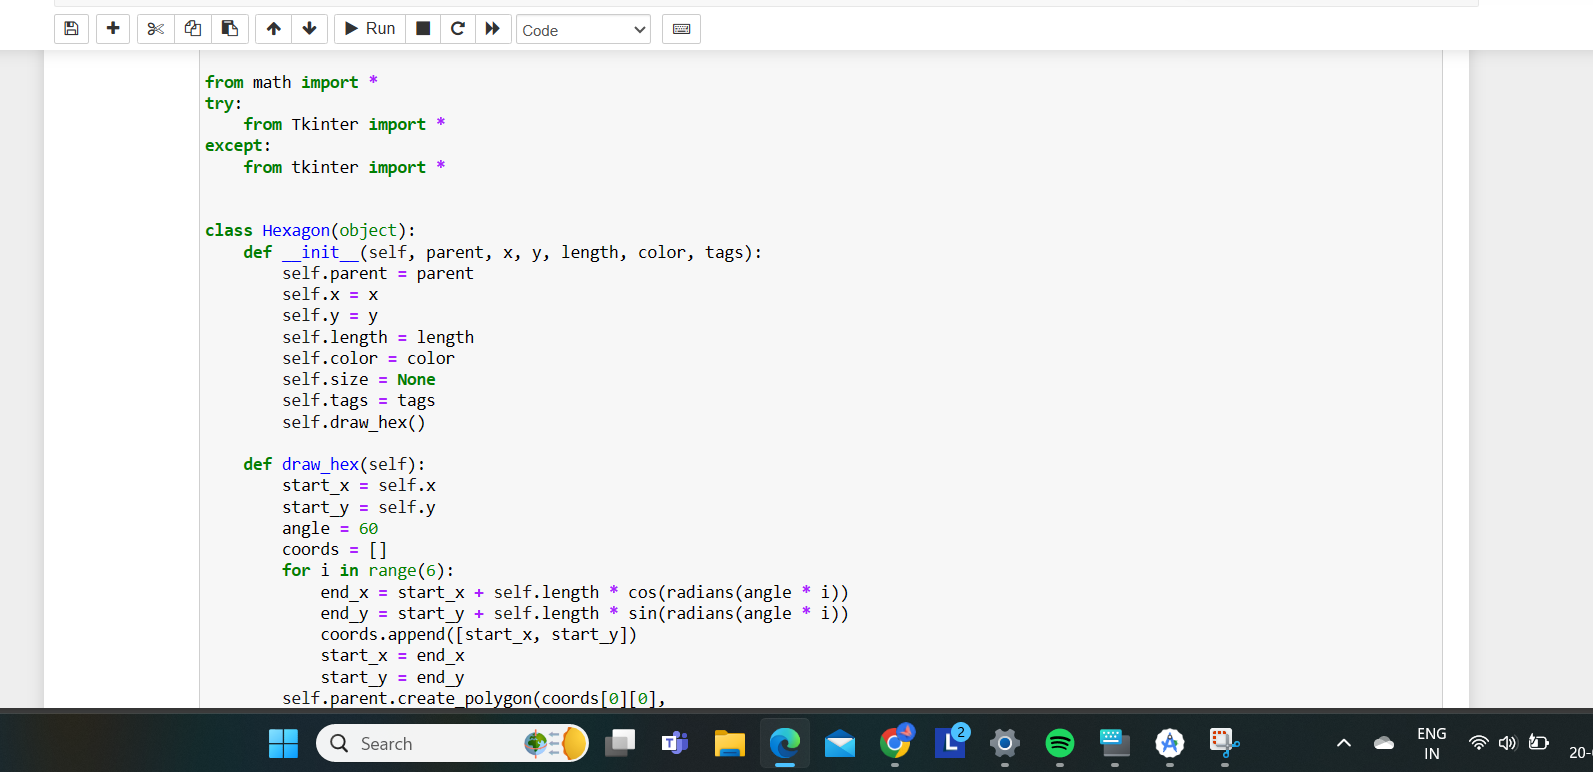 Run
Code
from math import *
try:
    from Tkinter import *
except:
    from tkinter import *
class Hexagon(object):
    def __init__(self, parent, x, y, length, color, tags):
        self.parent = parent
        self.x = x
        self.y = y
        self.length = length
        self.color = color
        self.size = None
        self.tags = tags
        self.draw_hex()
    def draw_hex(self):
        start_x = self.x
        start_y = self.y
        angle = 60
        coords = []
        for i in range(6):
            end_x = start_x + self.length * cos(radians(angle * i))
            end_y = start_y + self.length * sin(radians(angle * i))
            coords.append([start_x, start_y])
            start_x = end_x
            start_y = end_y
        self.parent.create_polygon(coords[0][0],
Search
L
2
ENG
IN
20-